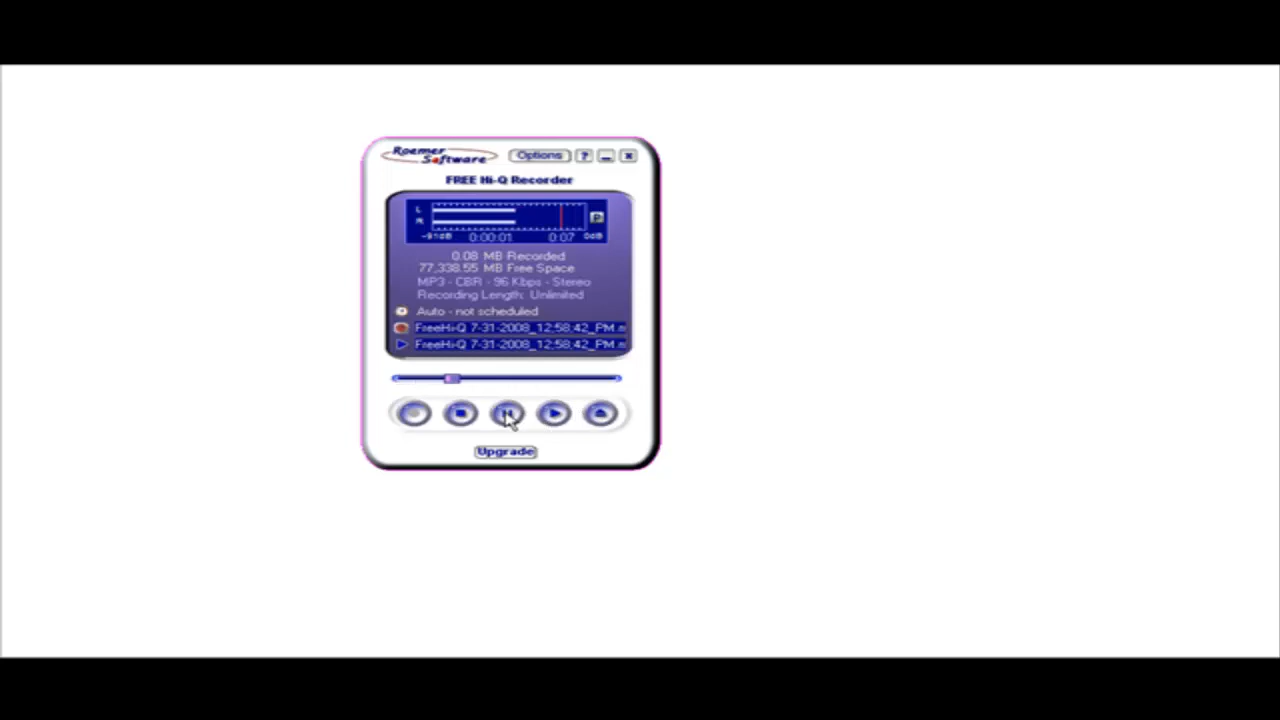 Roemer
Software
Options
?
FREE Hi-Q Recorder
L
R
P
-91dB 0:00:01 0:07 0dB
0.08 MB Recorded
77,338.55 MB Free Space
MP3 - CBR - 96 Kbps - Stereo
Recording Length: Unlimited
Auto - not scheduled
FreeHi-Q 7-31-2008_12;58;42_PM.m
FreeHi-Q 7-31-2008_12;58;42_PM.m
Upgrade